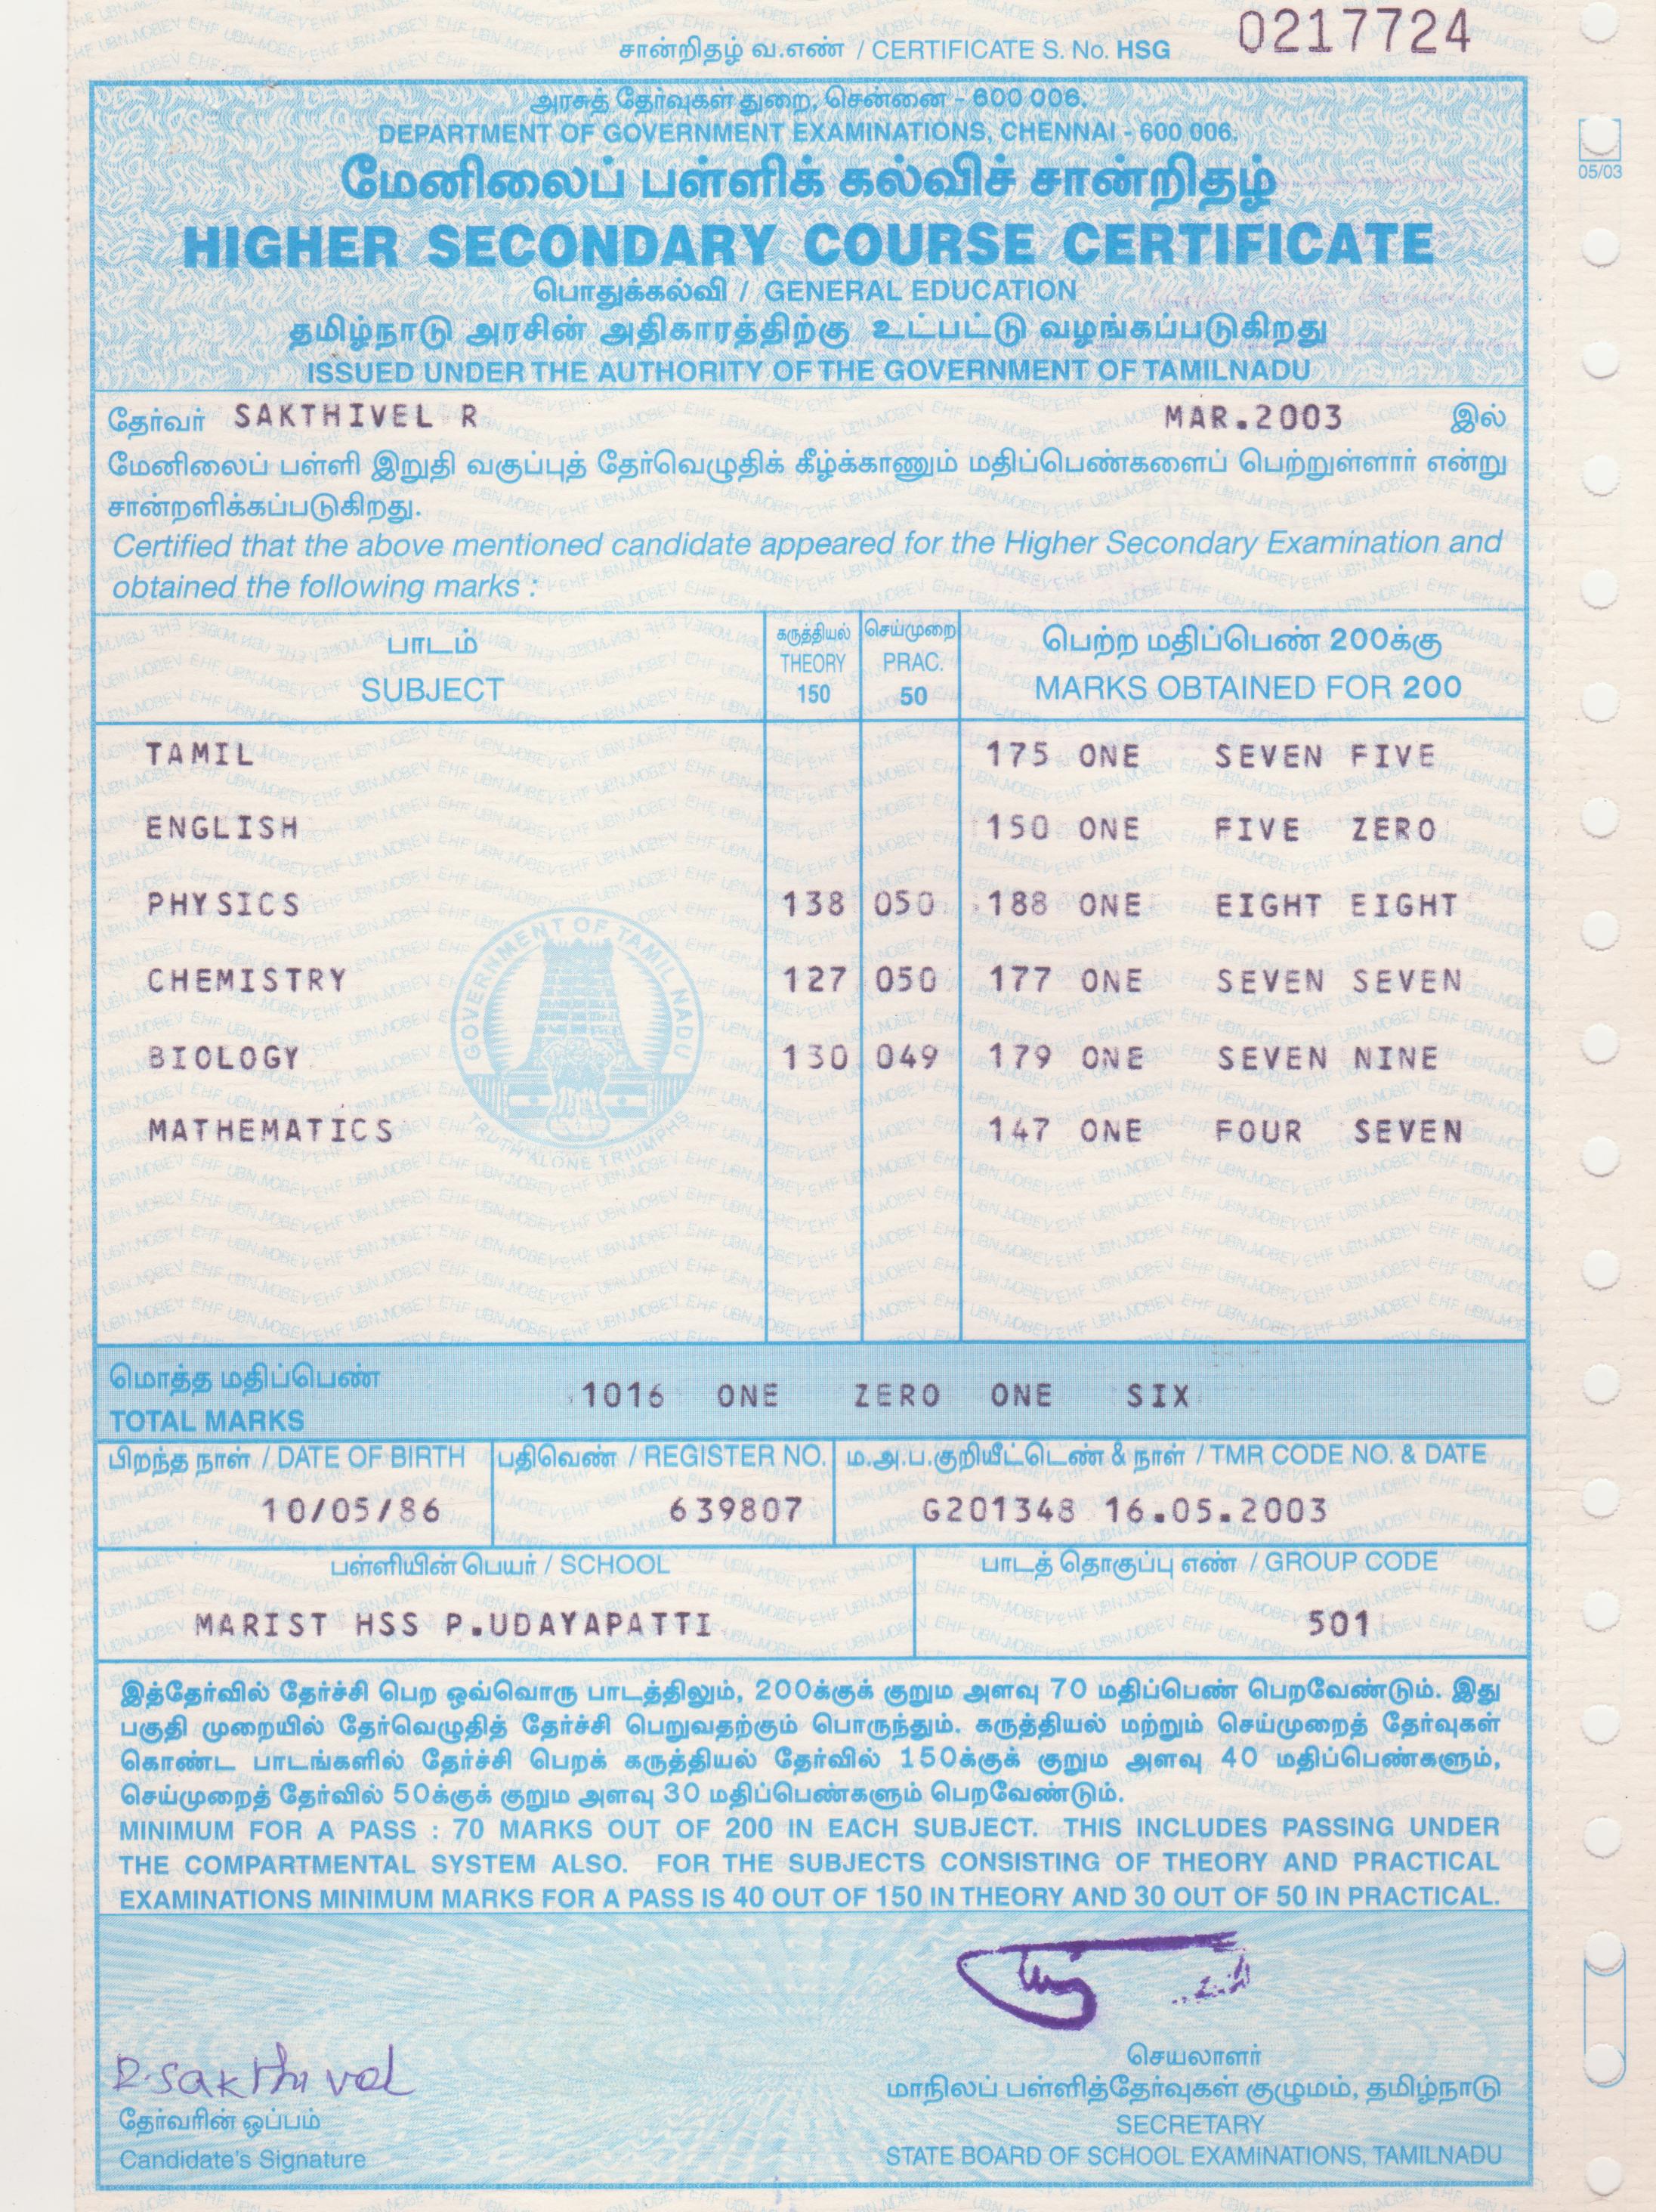 சான்றிதழ் வ.எண் / CERTIFICATE S. No. HSG 0217724
அரசுத் தேர்வுகள் துறை, சென்னை - 600 006.
DEPARTMENT OF GOVERNMENT EXAMINATIONS, CHENNAI - 600 006.
மேனிலைப் பள்ளிக் கல்விச் சான்றிதழ்
HIGHER SECONDARY COURSE CERTIFICATE
பொதுக்கல்வி / GENERAL EDUCATION
தமிழ்நாடு அரசின் அதிகாரத்திற்கு உட்பட்டு வழங்கப்படுகிறது
ISSUED UNDER THE AUTHORITY OF THE GOVERNMENT OF TAMILNADU
05/03
தேர்வர் SAKTHIVEL R MAR.2003 இல்
மேனிலைப் பள்ளி இறுதி வகுப்புத் தேர்வெழுதிக் கீழ்க்காணும் மதிப்பெண்களைப் பெற்றுள்ளார் என்று
சான்றளிக்கப்படுகிறது.
Certified that the above mentioned candidate appeared for the Higher Secondary Examination and
obtained the following marks :
பாடம் கருத்தியல் செய்முறை பெற்ற மதிப்பெண் 200க்கு
SUBJECT THEORY PRAC. MARKS OBTAINED FOR 200
150 50
TAMIL 175 ONE SEVEN FIVE
ENGLISH 150 ONE FIVE ZERO
PHYSICS 138 050 188 ONE EIGHT EIGHT
CHEMISTRY 127 050 177 ONE SEVEN SEVEN
BIOLOGY 130 049 179 ONE SEVEN NINE
MATHEMATICS 147 ONE FOUR SEVEN
GOVERNMENT OF TAMIL NADU
TRUTH ALONE TRIUMPHS
மொத்த மதிப்பெண்
TOTAL MARKS 1016 ONE ZERO ONE SIX
பிறந்த நாள் / DATE OF BIRTH பதிவெண் / REGISTER NO. ம.அ.ப.குறியீட்டெண் & நாள் / TMR CODE NO. & DATE
10/05/86 639807 G201348 16.05.2003
பள்ளியின் பெயர் / SCHOOL பாடத் தொகுப்பு எண் / GROUP CODE
MARIST HSS P.UDAYAPATTI 501
இத்தேர்வில் தேர்ச்சி பெற ஒவ்வொரு பாடத்திலும், 200க்குக் குறும அளவு 70 மதிப்பெண் பெறவேண்டும். இது
பகுதி முறையில் தேர்வெழுதித் தேர்ச்சி பெறுவதற்கும் பொருந்தும். கருத்தியல் மற்றும் செய்முறைத் தேர்வுகள்
கொண்ட பாடங்களில் தேர்ச்சி பெறக் கருத்தியல் தேர்வில் 150க்குக் குறும அளவு 40 மதிப்பெண்களும்,
செய்முறைத் தேர்வில் 50க்குக் குறும அளவு 30 மதிப்பெண்களும் பெறவேண்டும்.
MINIMUM FOR A PASS : 70 MARKS OUT OF 200 IN EACH SUBJECT. THIS INCLUDES PASSING UNDER
THE COMPARTMENTAL SYSTEM ALSO. FOR THE SUBJECTS CONSISTING OF THEORY AND PRACTICAL
EXAMINATIONS MINIMUM MARKS FOR A PASS IS 40 OUT OF 150 IN THEORY AND 30 OUT OF 50 IN PRACTICAL.
R.Sakthivel
தேர்வரின் ஒப்பம்
Candidate's Signature
செயலாளர்
மாநிலப் பள்ளித்தேர்வுகள் குழுமம், தமிழ்நாடு
SECRETARY
STATE BOARD OF SCHOOL EXAMINATIONS, TAMILNADU